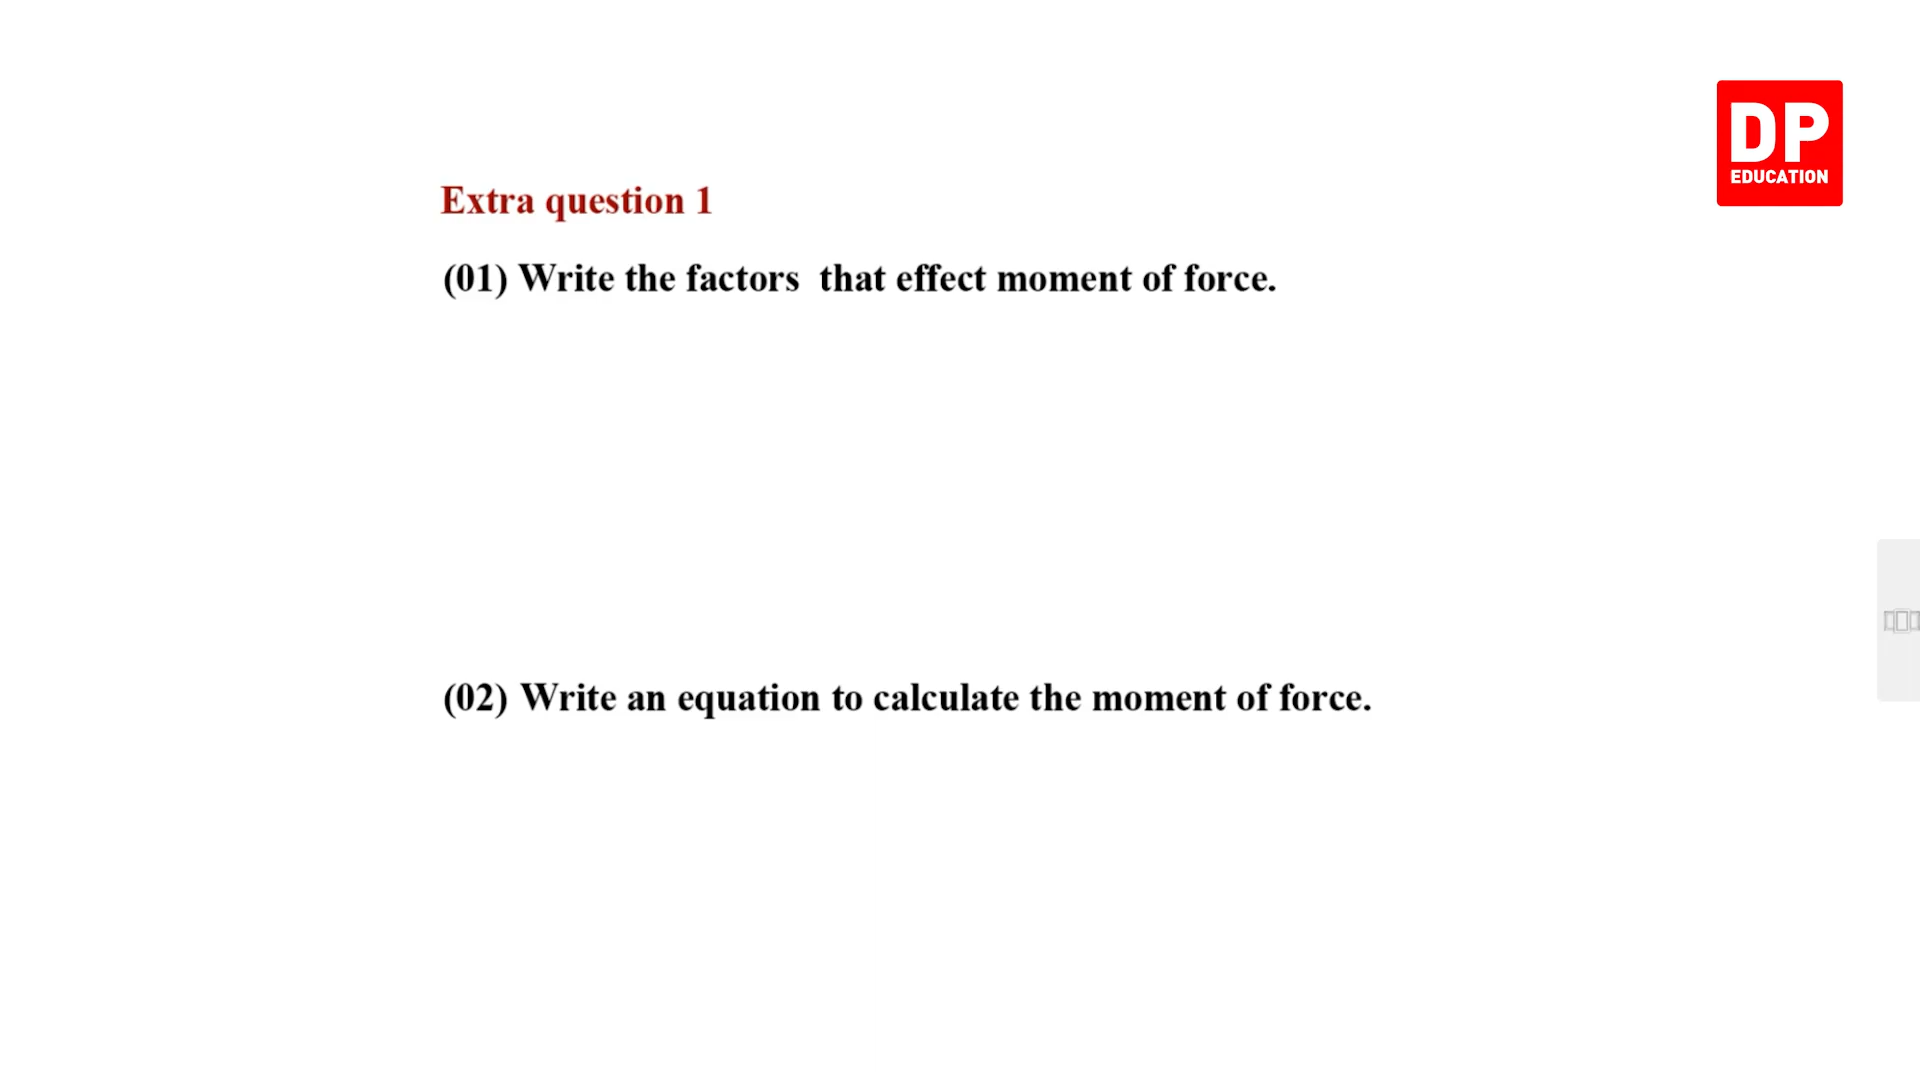 DP
EDUCATION
Extra question 1
(01) Write the factors that effect moment of force.
(02) Write an equation to calculate the moment of force.